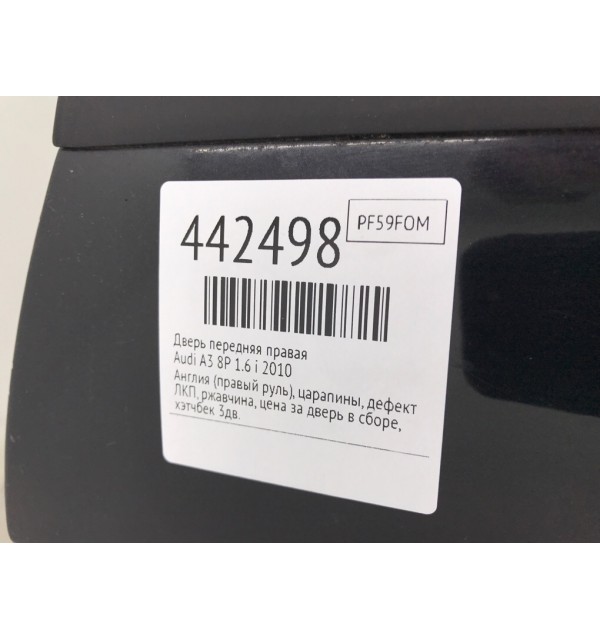 442498
PF59FOM
Дверь передняя правая
Audi A3 8P 1.6 i 2010
Англия (правый руль), царапины, дефект
ЛКП, ржавчина, цена за дверь в сборе,
хэтчбек 3дв.